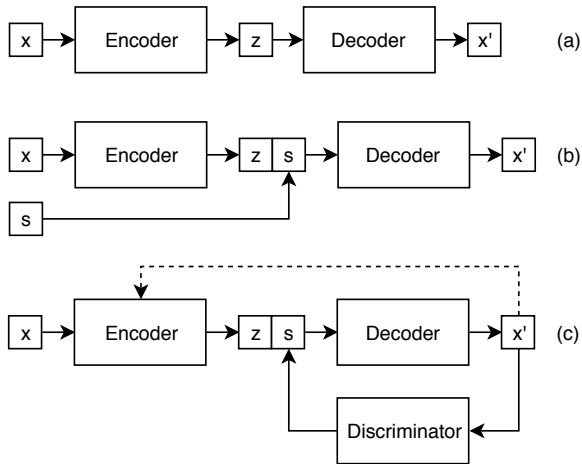 x Encoder z Decoder x' (a)
x Encoder z s Decoder x' (b)
s
x Encoder z s Decoder x' (c)
Discriminator